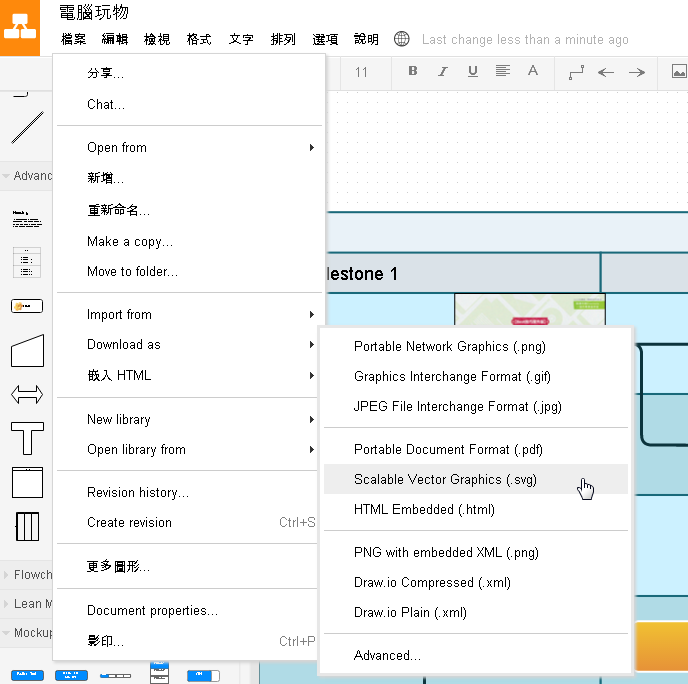 電腦玩物
檔案 編輯 檢視 格式 文字 排列 選項 說明 Last change less than a minute ago
11 B I U A
分享...
Chat...
Open from
新增...
重新命名...
Make a copy...
Move to folder...
Import from
Download as
嵌入 HTML
New library
Open library from
Revision history...
Create revision Ctrl+S
更多圖形...
Document properties...
影印... Ctrl+P
Advanc
Heading
Flowch
Lean M
Mockup
lestone 1
Portable Network Graphics (.png)
Graphics Interchange Format (.gif)
JPEG File Interchange Format (.jpg)
Portable Document Format (.pdf)
Scalable Vector Graphics (.svg)
HTML Embedded (.html)
PNG with embedded XML (.png)
Draw.io Compressed (.xml)
Draw.io Plain (.xml)
Advanced...